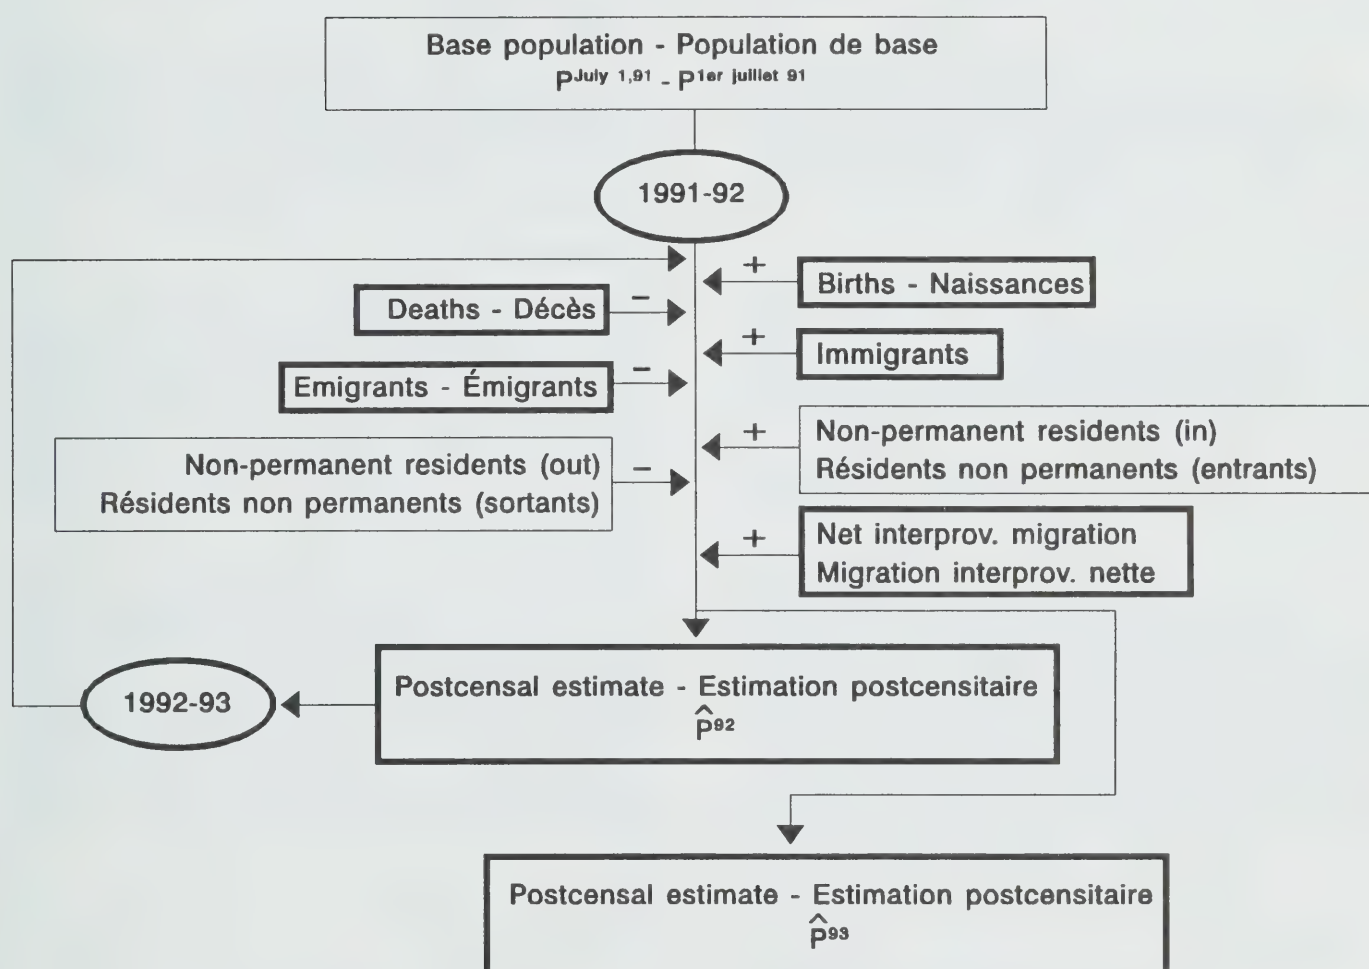 Base population - Population de base
P^July 1,91 - P^1er juillet 91
1991-92
+
Births - Naissances
Deaths - Décès
-
+
Immigrants
Emigrants - Émigrants
-
+
Non-permanent residents (in)
Résidents non permanents (entrants)
Non-permanent residents (out)
Résidents non permanents (sortants)
-
+
Net interprov. migration
Migration interprov. nette
Postcensal estimate - Estimation postcensitaire
P̂^92
1992-93
Postcensal estimate - Estimation postcensitaire
P̂^93